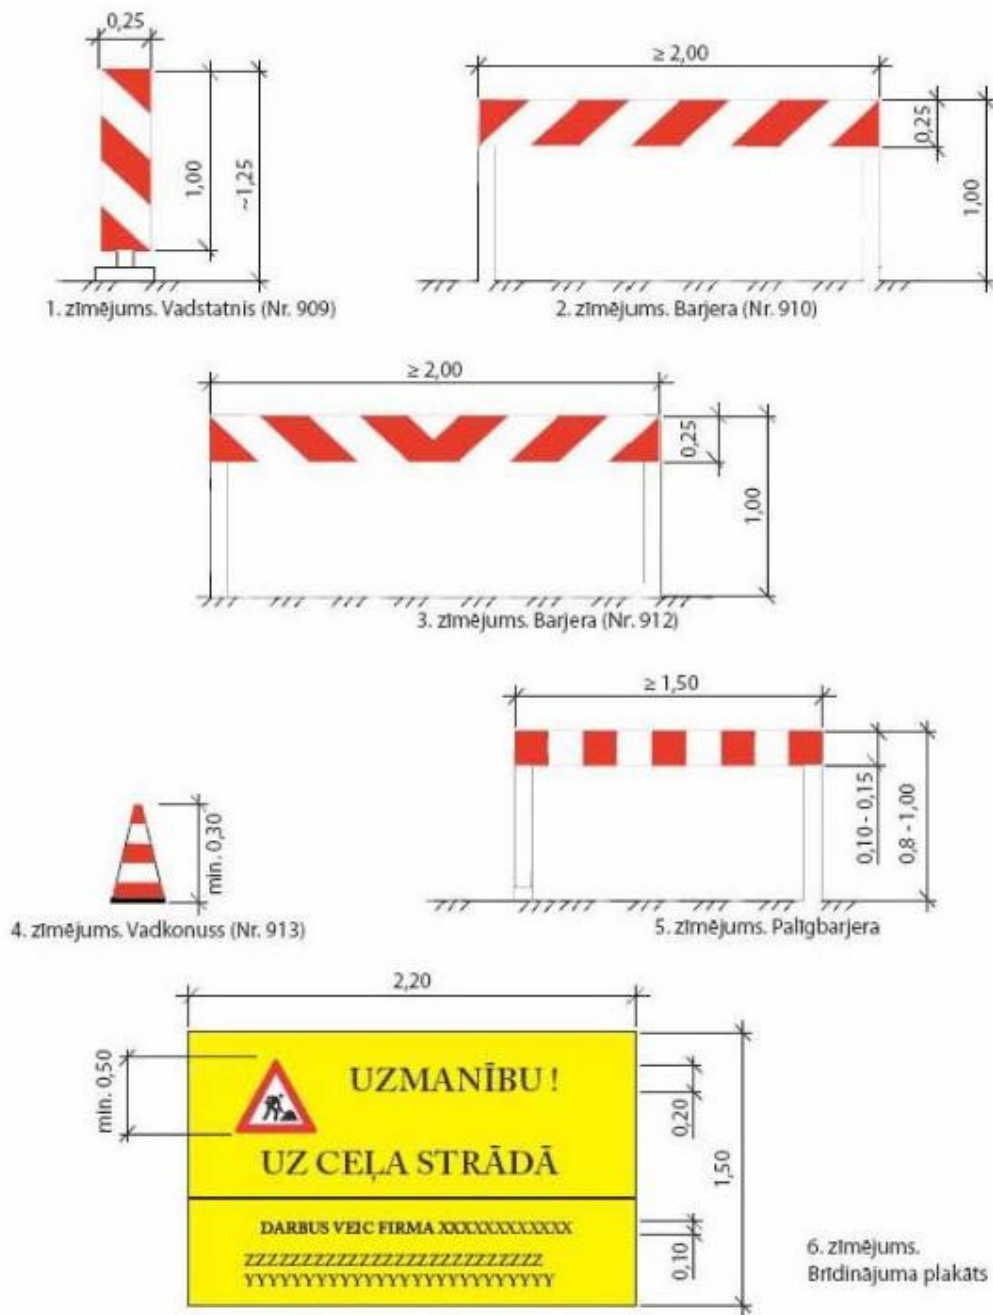 0,25
1,00
~1,25
1. zīmējums. Vadstatnis (Nr. 909)
≥ 2,00
0,25
1,00
2. zīmējums. Barjera (Nr. 910)
≥ 2,00
0,25
1,00
3. zīmējums. Barjera (Nr. 912)
min. 0,30
4. zīmējums. Vadkonuss (Nr. 913)
≥ 1,50
0,10 - 0,15
0,8 - 1,00
5. zīmējums. Palīgbarjera
2,20
min. 0,50
UZMANĪBU !
UZ CEĻA STRĀDĀ
DARBUS VEIC FIRMA XXXXXXXXXXXX
ZZZZZZZZZZZZZZZZZZZZZZZZZZ
YYYYYYYYYYYYYYYYYYYYYYYYYY
0,20
0,10
1,50
6. zīmējums.
Brīdinājuma plakāts